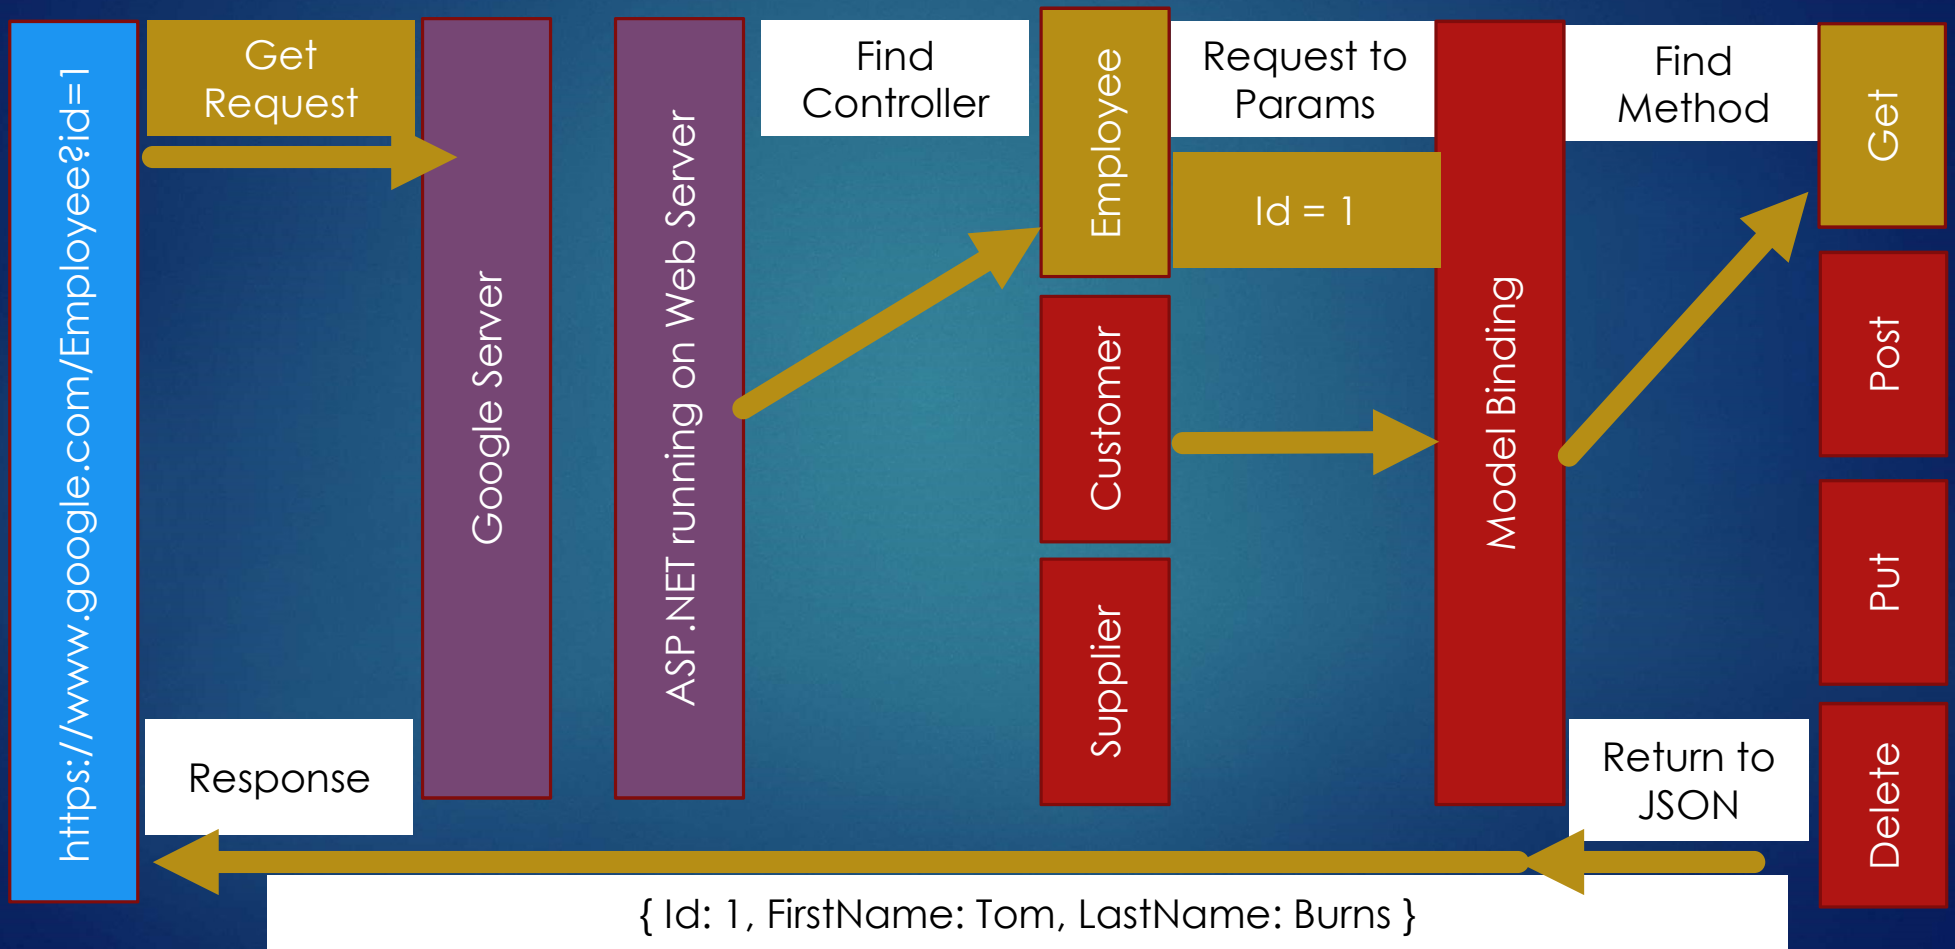 https://www.google.com/Employee?id=1
Get
Request
Google Server
ASP.NET running on Web Server
Find
Controller
Employee
Customer
Supplier
Request to
Params
Id = 1
Model Binding
Find
Method
Get
Post
Put
Delete
Return to
JSON
Response
{ Id: 1, FirstName: Tom, LastName: Burns }